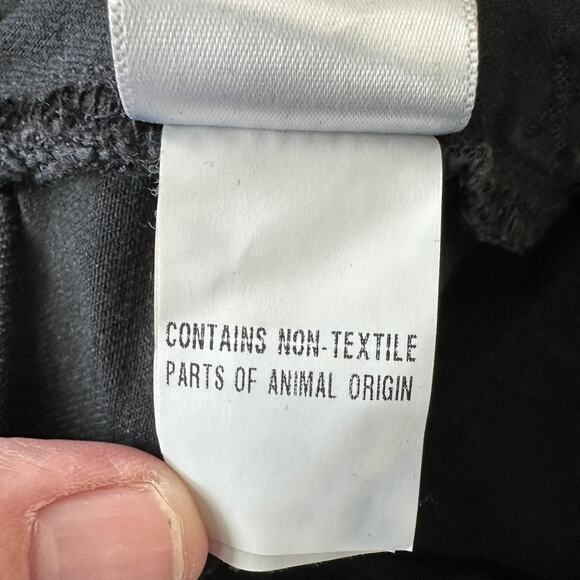 CONTAINS NON-TEXTILE
PARTS OF ANIMAL ORIGIN